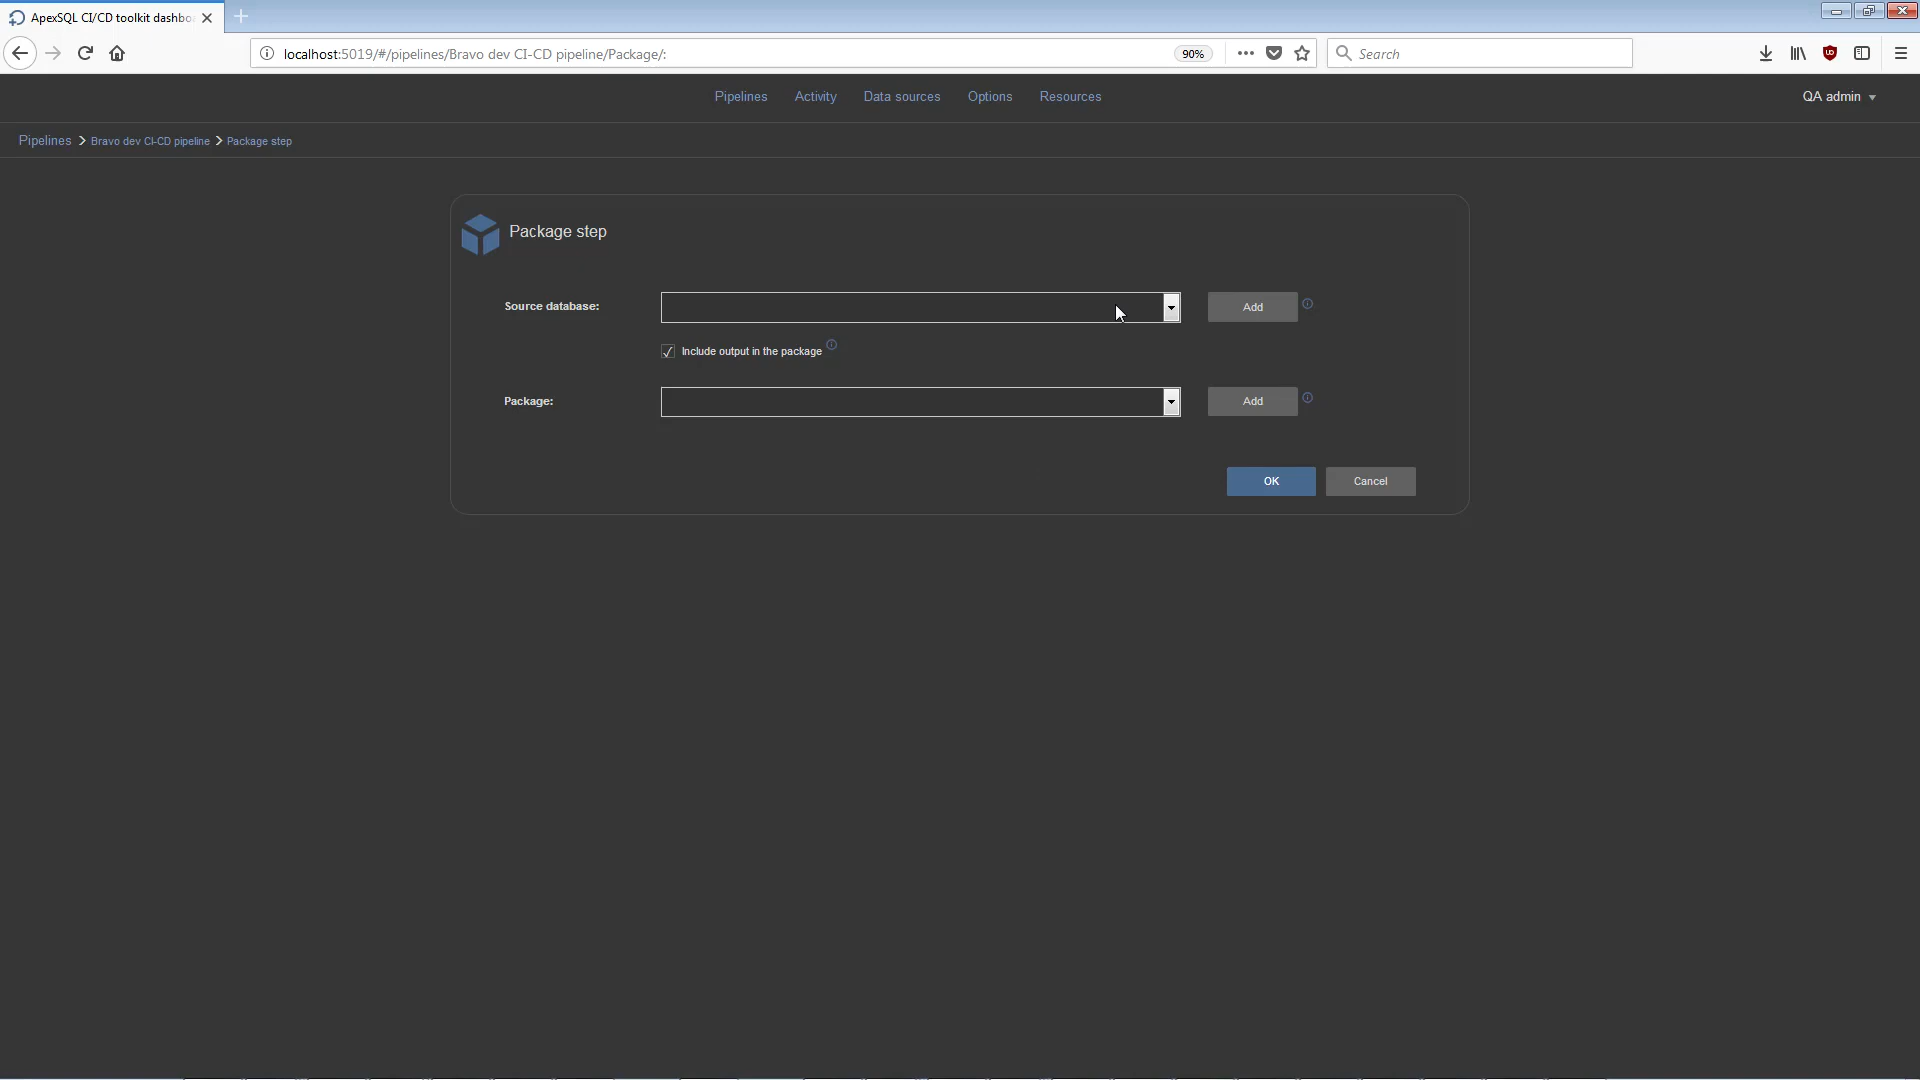 ApexSQL CI/CD toolkit dashbo
localhost:5019/#/pipelines/Bravo dev CI-CD pipeline/Package/:
90%
Search
Pipelines
Activity
Data sources
Options
Resources
QA admin
Pipelines > Bravo dev CI-CD pipeline > Package step
Package step
Source database:
Add
Include output in the package
Package:
Add
OK
Cancel